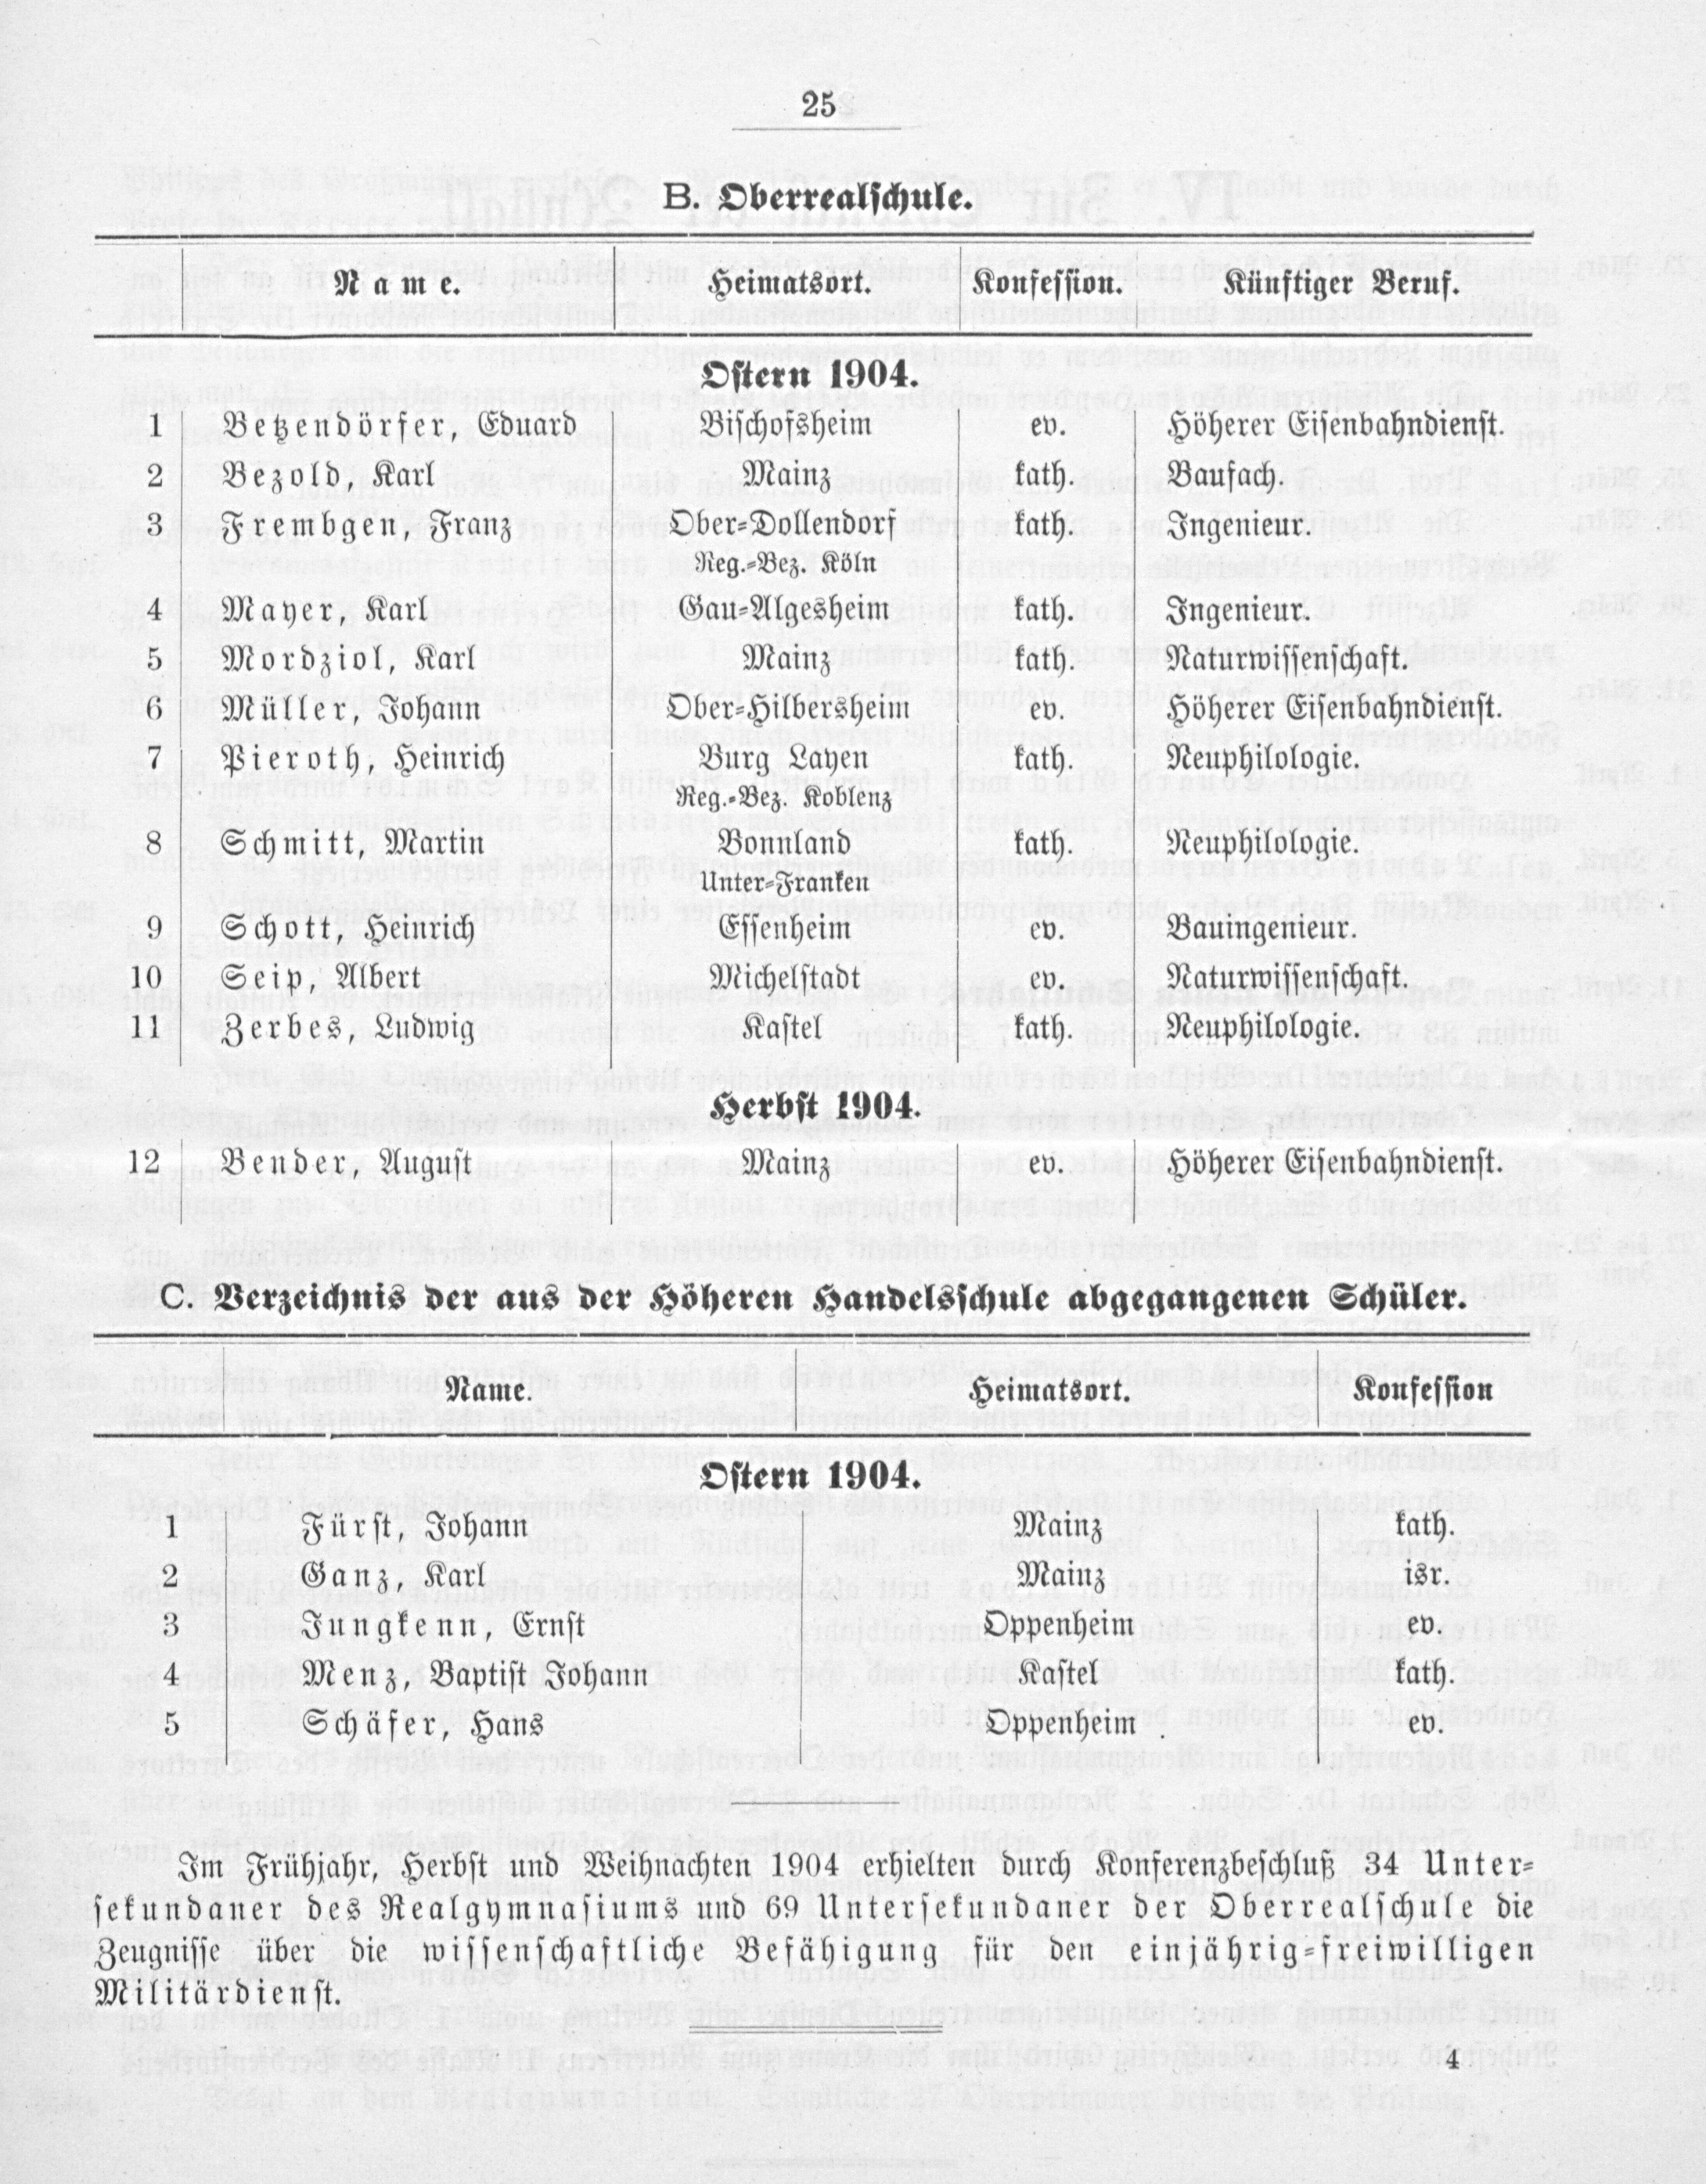 25
B. Oberrealschule.
Name. Heimatsort. Konfession. Künftiger Beruf.
Ostern 1904.
1 Betzendörfer, Eduard Bischofsheim ev. Höherer Eisenbahndienst.
2 Bezold, Karl Mainz kath. Baufach.
3 Frembgen, Franz Ober-Dollendorf kath. Ingenieur.
Reg.-Bez. Köln
4 Mayer, Karl Gau-Algesheim kath. Ingenieur.
5 Mordziol, Karl Mainz kath. Naturwissenschaft.
6 Müller, Johann Ober-Hilbersheim ev. Höherer Eisenbahndienst.
7 Pieroth, Heinrich Burg Layen kath. Neuphilologie.
Reg.-Bez. Koblenz
8 Schmitt, Martin Bonnland kath. Neuphilologie.
Unter-Franken
9 Schott, Heinrich Essenheim ev. Bauingenieur.
10 Seip, Albert Michelstadt ev. Naturwissenschaft.
11 Zerbes, Ludwig Kastel kath. Neuphilologie.
Herbst 1904.
12 Bender, August Mainz ev. Höherer Eisenbahndienst.
C. Verzeichnis der aus der Höheren Handelsschule abgegangenen Schüler.
Name. Heimatsort. Konfession
Ostern 1904.
1 Fürst, Johann Mainz kath.
2 Ganz, Karl Mainz isr.
3 Jungkenn, Ernst Oppenheim ev.
4 Menz, Baptist Johann Kastel kath.
5 Schäfer, Hans Oppenheim ev.
Im Frühjahr, Herbst und Weihnachten 1904 erhielten durch Konferenzbeschluß 34 Unter-
sekundaner des Realgymnasiums und 69 Untersekundaner der Oberrealschule die
Zeugnisse über die wissenschaftliche Befähigung für den einjährig-freiwilligen
Militärdienst.
4